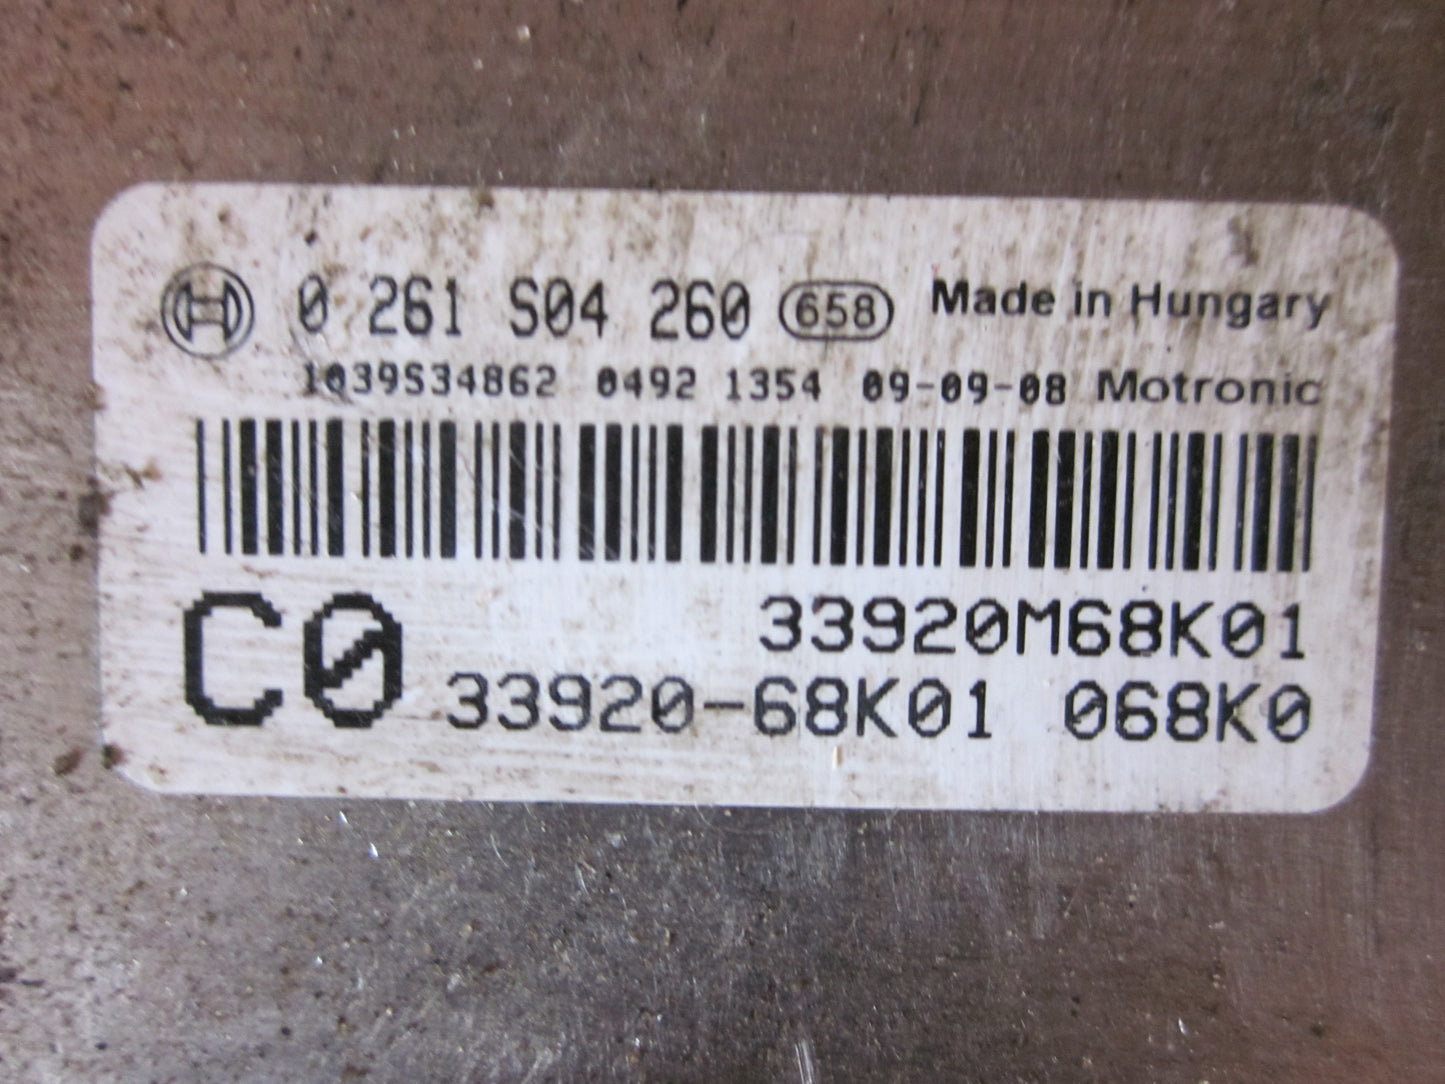 0 261 S04 260 658 Made in Hungary
1039S34862 0492 1354 09-09-08 Motronic
C0 33920M68K01
33920-68K01 068K0